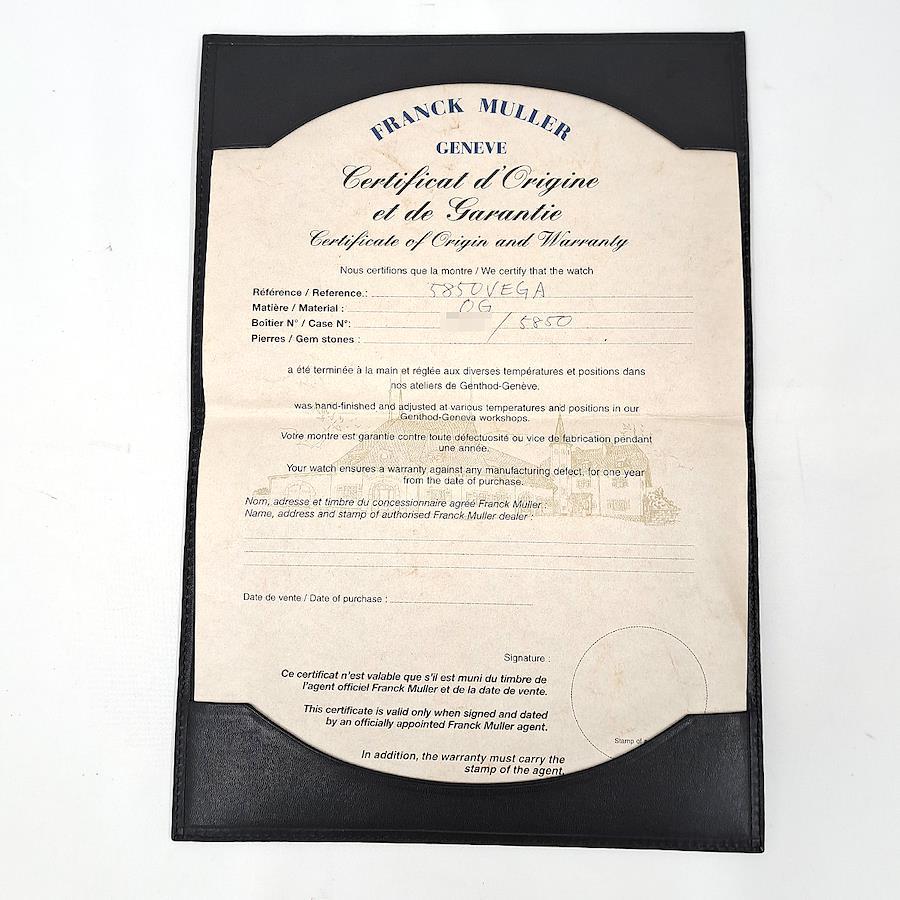 FRANCK MULLER
GENEVE
Certificat d'Origine
et de Garantie
Certificate of Origin and Warranty
Nous certifions que la montre / We certify that the watch
Référence / Reference.: 5850VEGA
Matière / Material : OG
Boîtier N° / Case N°: / 5850
Pierres / Gem stones :
a été terminée à la main et réglée aux diverses températures et positions dans
nos ateliers de Genthod-Genève.
was hand-finished and adjusted at various temperatures and positions in our
Genthod-Geneva workshops.
Votre montre est garantie contre toute défectuosité ou vice de fabrication pendant
une année.
Your watch ensures a warranty against any manufacturing defect, for one year
from the date of purchase.
Nom, adresse et timbre du concessionnaire agréé Franck Muller :
Name, address and stamp of authorised Franck Muller dealer :
Date de vente / Date of purchase :
Signature :
Ce certificat n'est valable que s'il est muni du timbre de
l'agent officiel Franck Muller et de la date de vente.
This certificate is valid only when signed and dated
by an officially appointed Franck Muller agent.
Stamp of
In addition, the warranty must carry the
stamp of the agent.